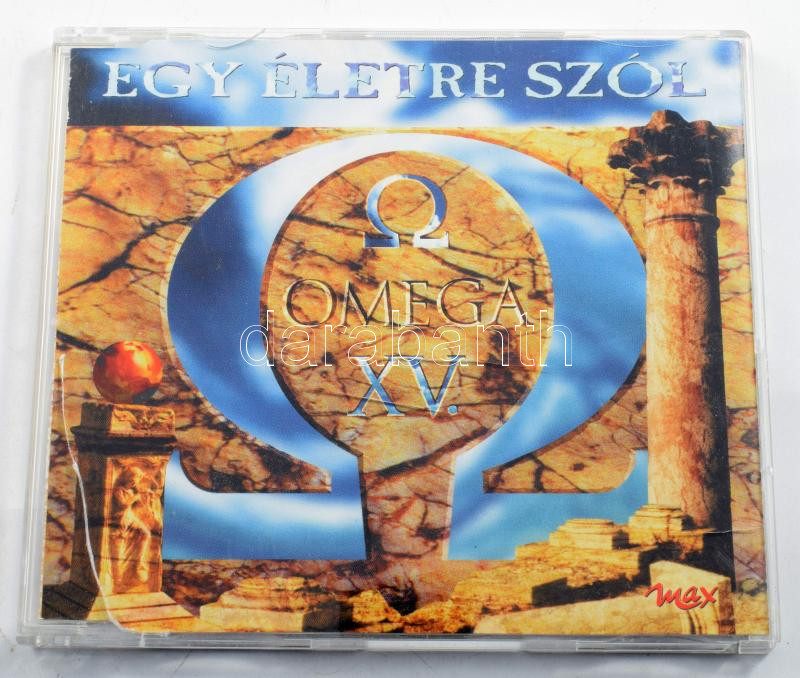 EGY ÉLETRE SZÓL
Ω
OMEGA
darabanth
XV.
max